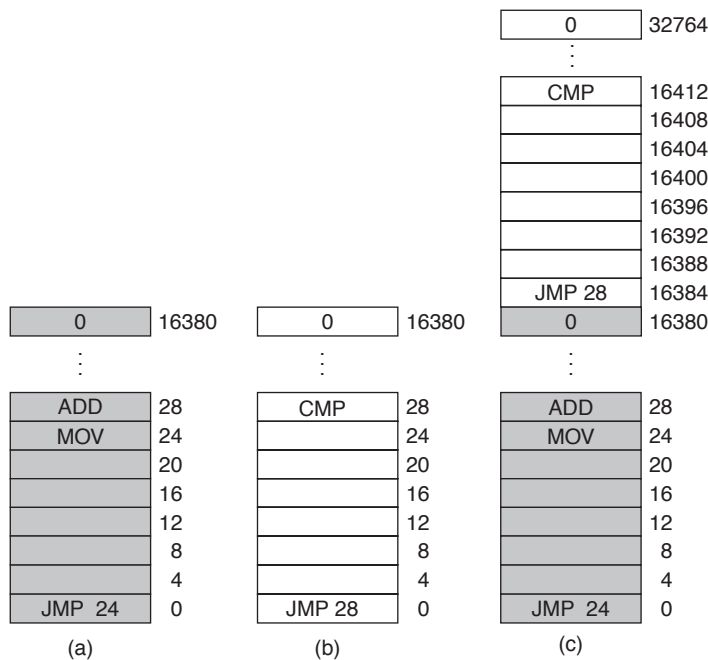 0 32764
CMP 16412
16408
16404
16400
16396
16392
16388
JMP 28 16384
0 16380 0 16380 0 16380
ADD 28 CMP 28 ADD 28
MOV 24 24 MOV 24
20 20 20
16 16 16
12 12 12
8 8 8
4 4 4
JMP 24 0 JMP 28 0 JMP 24 0
(a) (b) (c)